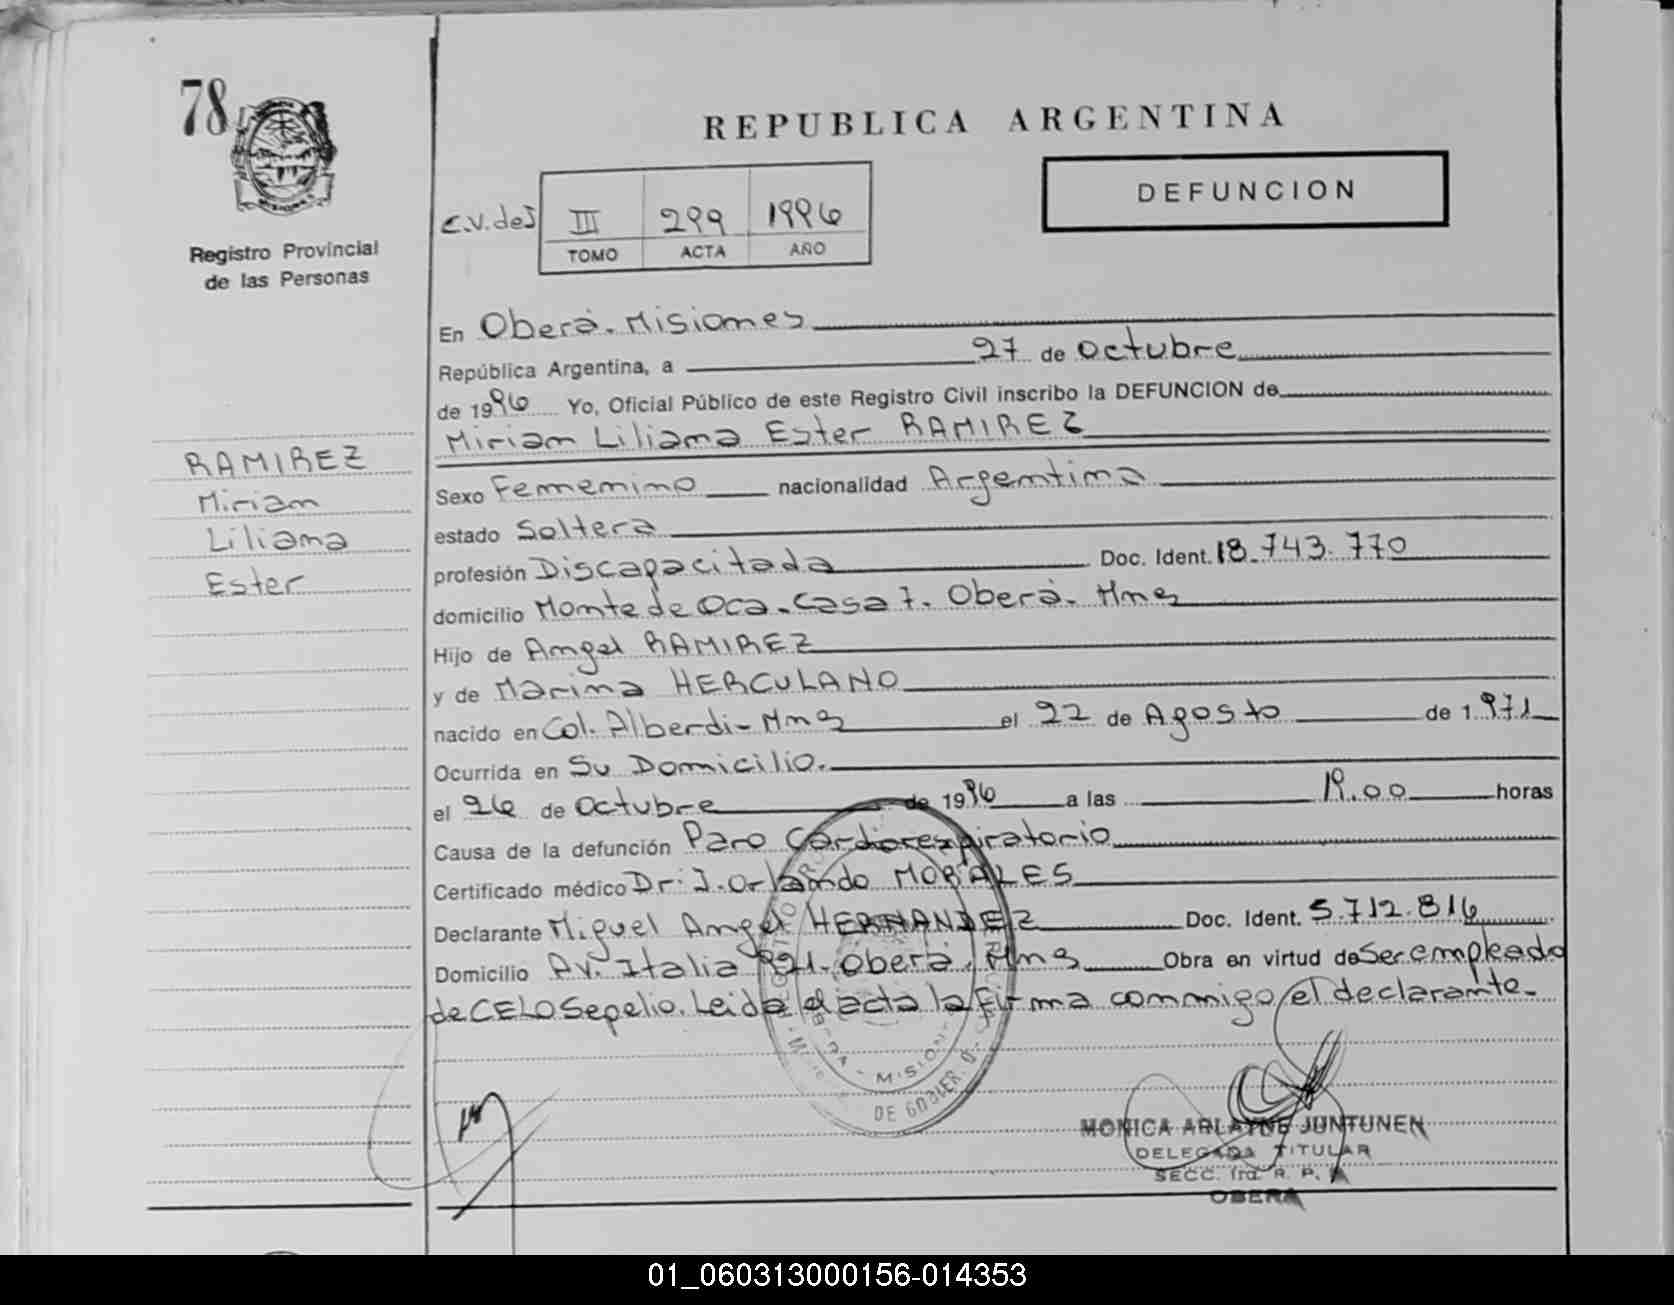 78
Registro Provincial
de las Personas
RAMIREZ
Miriam
Liliana
Ester
REPUBLICA ARGENTINA
DEFUNCION
III 299 1996
TOMO ACTA AÑO
En Oberá. Misiones
República Argentina, a 27 de octubre
de 1996 Yo, Oficial Público de este Registro Civil inscribo la DEFUNCION de
Miriam Liliana Ester RAMIREZ
Sexo Femenino nacionalidad Argentina
estado Soltera
profesión Discapacitada Doc. Ident. 18.743.770
domicilio Monte de Oca. Casa 7. Oberá. Mnes
Hijo de Angel RAMIREZ
y de Marina HERCULANO
nacido en Col. Alberdi - Mnes el 22 de Agosto de 1971
Ocurrida en Su Domicilio.
el 26 de octubre de 1996 a las 19.00 horas
Causa de la defunción Paro Cardiorespiratorio
Certificado médico Dr. J. Orlando MORALES
Declarante Miguel Angel HERNANDEZ Doc. Ident. 5.712.816
Domicilio Av. Italia 821. Oberá. Mnes Obra en virtud de Ser empleado
de CELO Sepelio. Leida el acta la firma conmigo el declarante.
MISION
DE GOBIER
MONICA ARLAYNE JUNTUNEN
DELEGADA TITULAR
SECC. 1ra. R. P.
OBERA
01_060313000156-014353